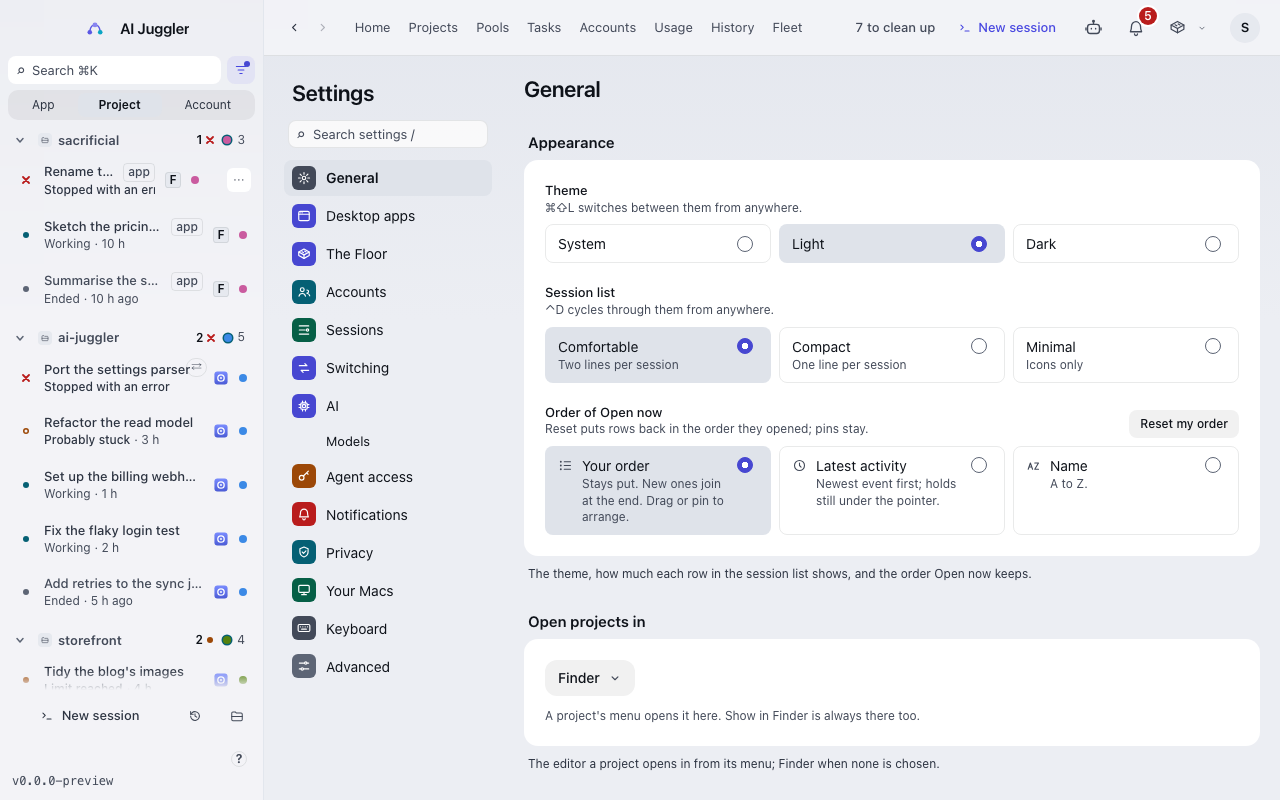 AI Juggler
Search ⌘K
App Project Account
sacrificial 1 3
Rename t... app
Stopped with an err F
Sketch the pricin... app
Working · 10 h F
Summarise the s... app
Ended · 10 h ago F
ai-juggler 2 5
Port the settings parser
Stopped with an error
Refactor the read model
Probably stuck · 3 h
Set up the billing webh...
Working · 1 h
Fix the flaky login test
Working · 2 h
Add retries to the sync j...
Ended · 5 h ago
storefront 2 4
Tidy the blog's images
New session
?
v0.0.0-preview
Home Projects Pools Tasks Accounts Usage History Fleet 7 to clean up New session 5 S
Settings
Search settings /
General
Desktop apps
The Floor
Accounts
Sessions
Switching
AI
Models
Agent access
Notifications
Privacy
Your Macs
Keyboard
Advanced
General
Appearance
Theme
⌘⇧L switches between them from anywhere.
System Light Dark
Session list
^D cycles through them from anywhere.
Comfortable
Two lines per session
Compact
One line per session
Minimal
Icons only
Order of Open now
Reset puts rows back in the order they opened; pins stay.
Reset my order
Your order
Stays put. New ones join
at the end. Drag or pin to
arrange.
Latest activity
Newest event first; holds
still under the pointer.
AZ Name
A to Z.
The theme, how much each row in the session list shows, and the order Open now keeps.
Open projects in
Finder
A project's menu opens it here. Show in Finder is always there too.
The editor a project opens in from its menu; Finder when none is chosen.